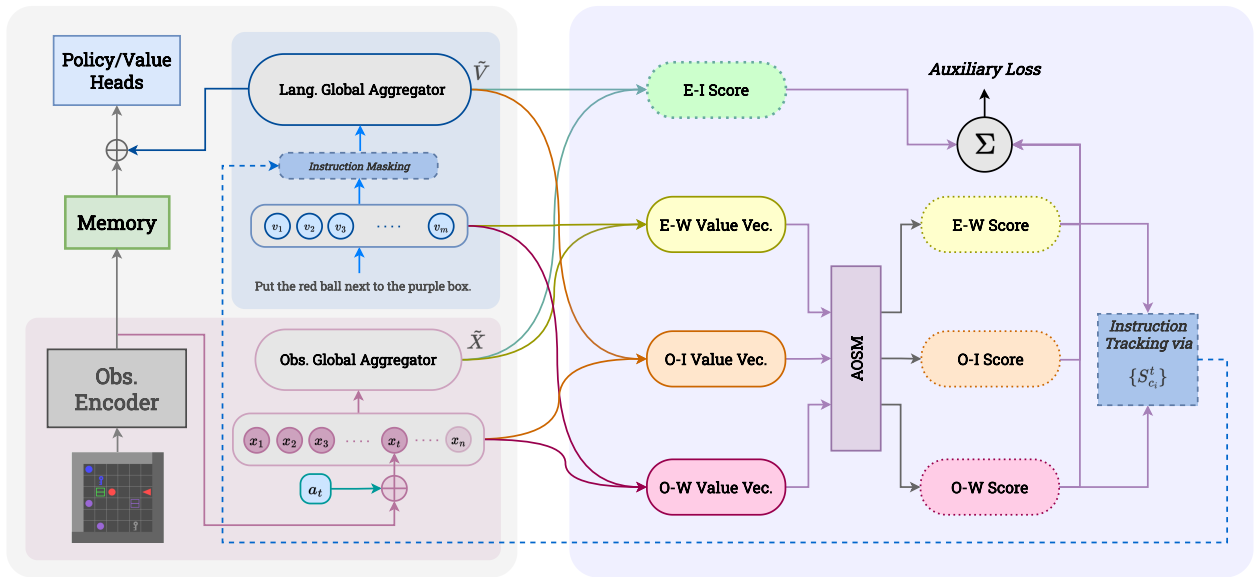 Policy/Value
Heads
Memory
Obs.
Encoder
Lang. Global Aggregator
Ṽ
Instruction Masking
v₁ v₂ v₃ ···· vₘ
Put the red ball next to the purple box.
Obs. Global Aggregator
X̃
x₁ x₂ x₃ ···· xₜ ···· xₙ
aₜ
E-I Score
E-W Value Vec.
O-I Value Vec.
O-W Value Vec.
AOSM
Auxiliary Loss
Σ
E-W Score
O-I Score
O-W Score
Instruction
Tracking via
{Sᵗ_{cᵢ}}